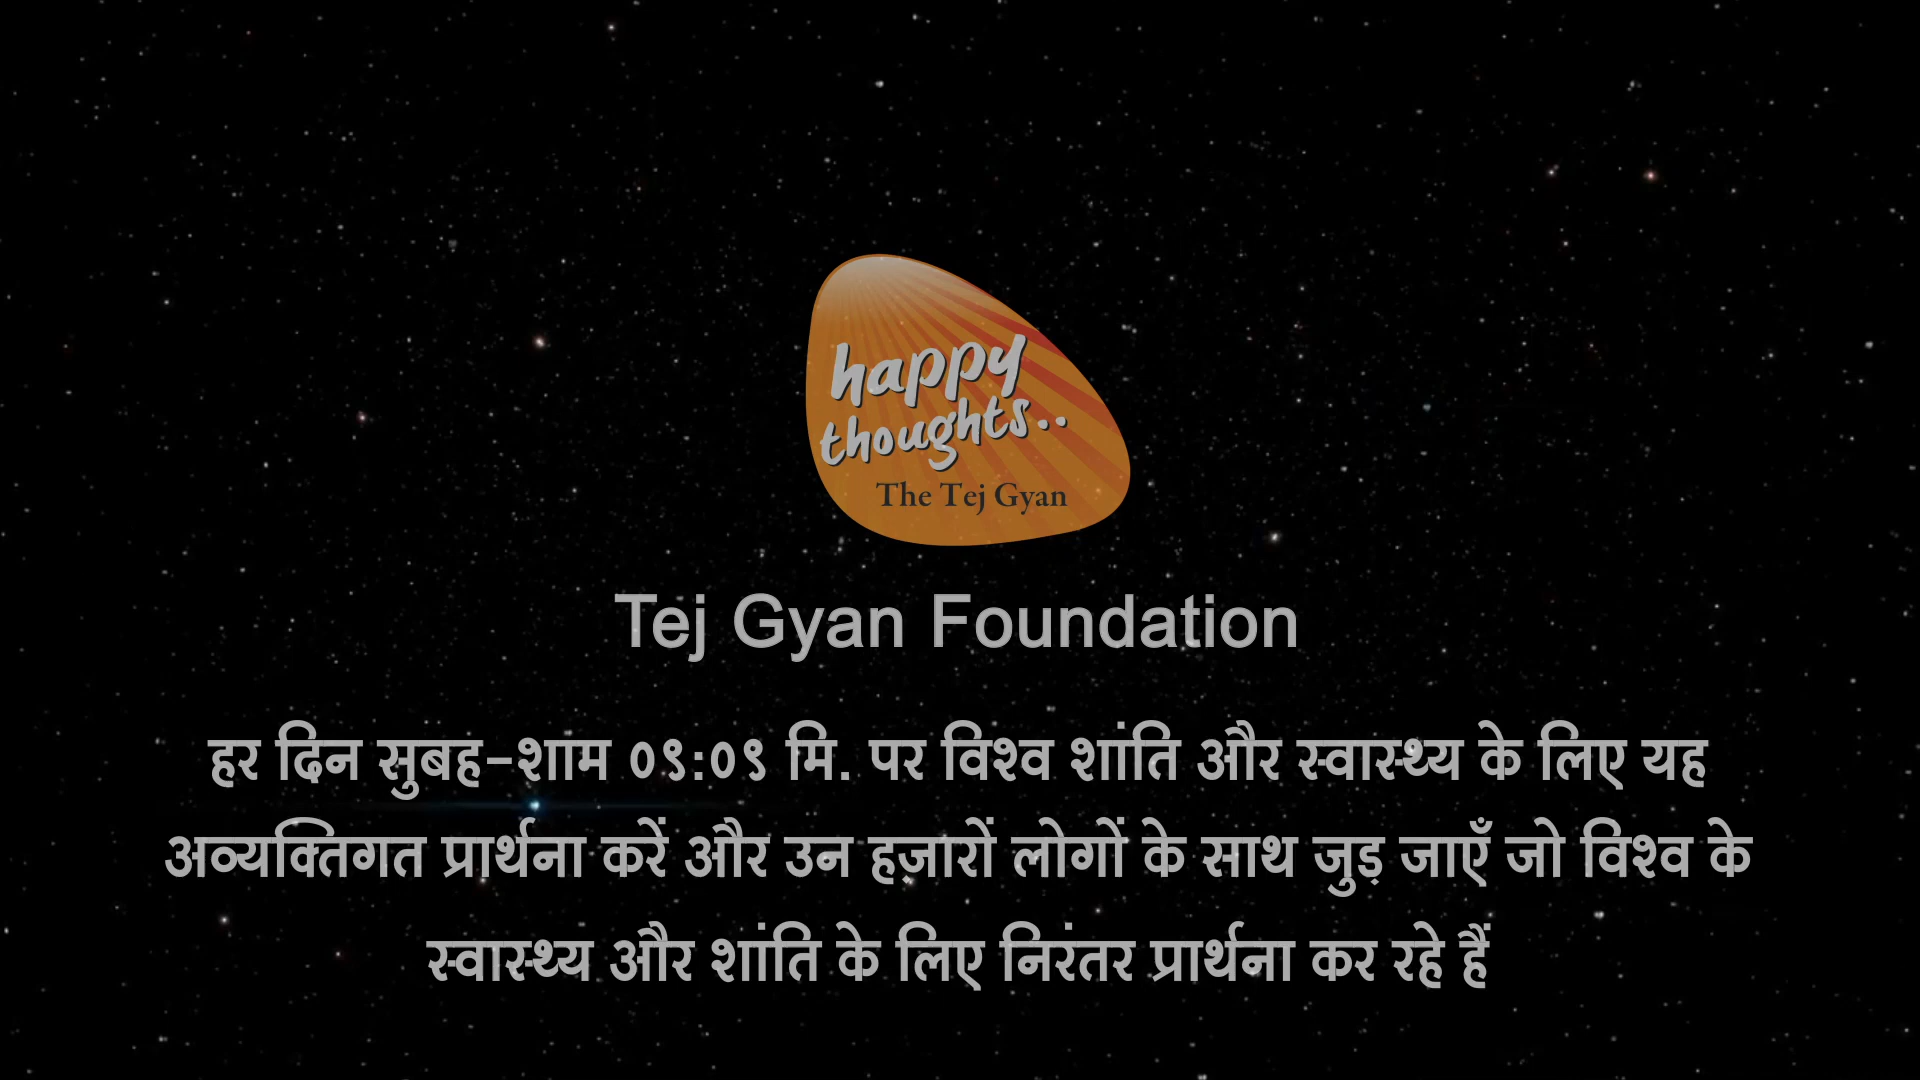 happy
thoughts..
The Tej Gyan
Tej Gyan Foundation
हर दिन सुबह-शाम ०९:०९ मि. पर विश्व शांति और स्वास्थ्य के लिए यह
अव्यक्तिगत प्रार्थना करें और उन हज़ारों लोगों के साथ जुड़ जाएँ जो विश्व के
स्वास्थ्य और शांति के लिए निरंतर प्रार्थना कर रहे हैं